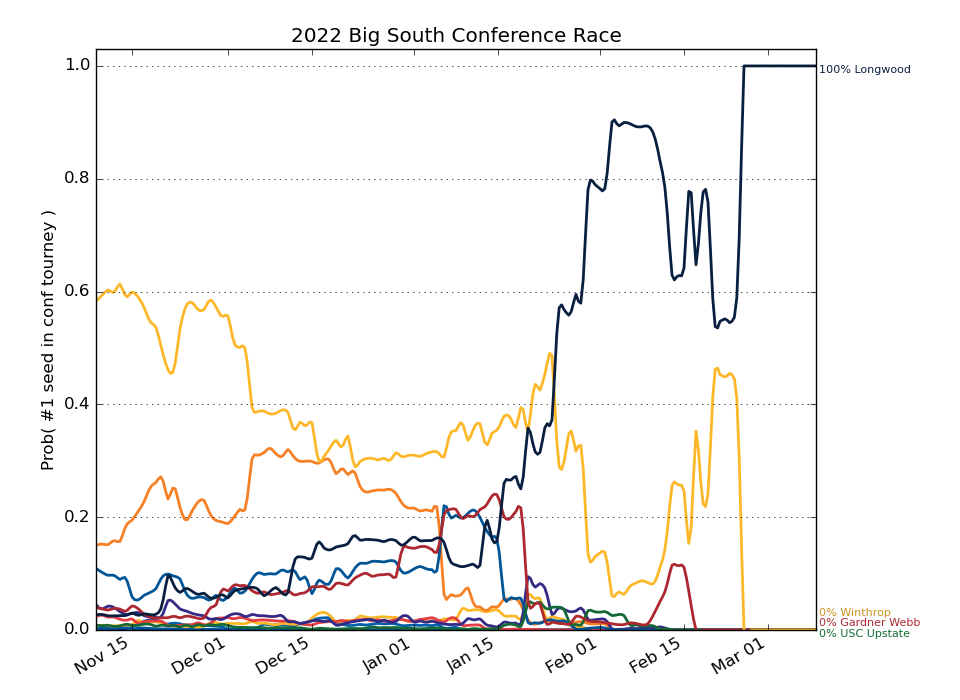 2022 Big South Conference Race
Prob( #1 seed in conf tourney )
1.0
0.8
0.6
0.4
0.2
0.0
Nov 15
Dec 01
Dec 15
Jan 01
Jan 15
Feb 01
Feb 15
Mar 01
100% Longwood
0% Winthrop
0% Gardner Webb
0% USC Upstate